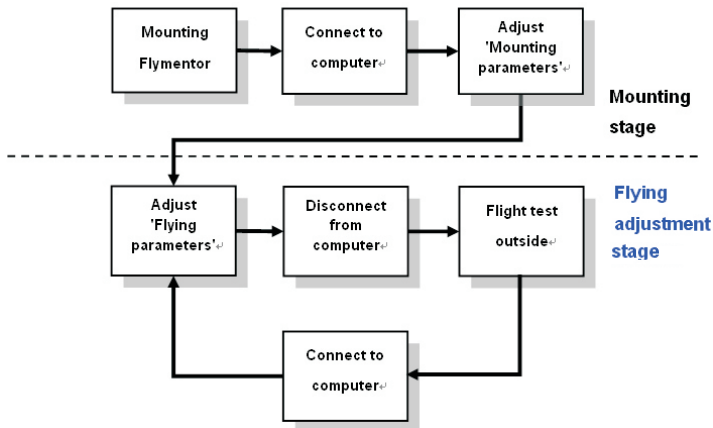 Mounting
Flymentor
Connect to
computer
Adjust
'Mounting
parameters'
Mounting
stage
Adjust
'Flying
parameters'
Disconnect
from
computer
Flight test
outside
Flying
adjustment
stage
Connect to
computer